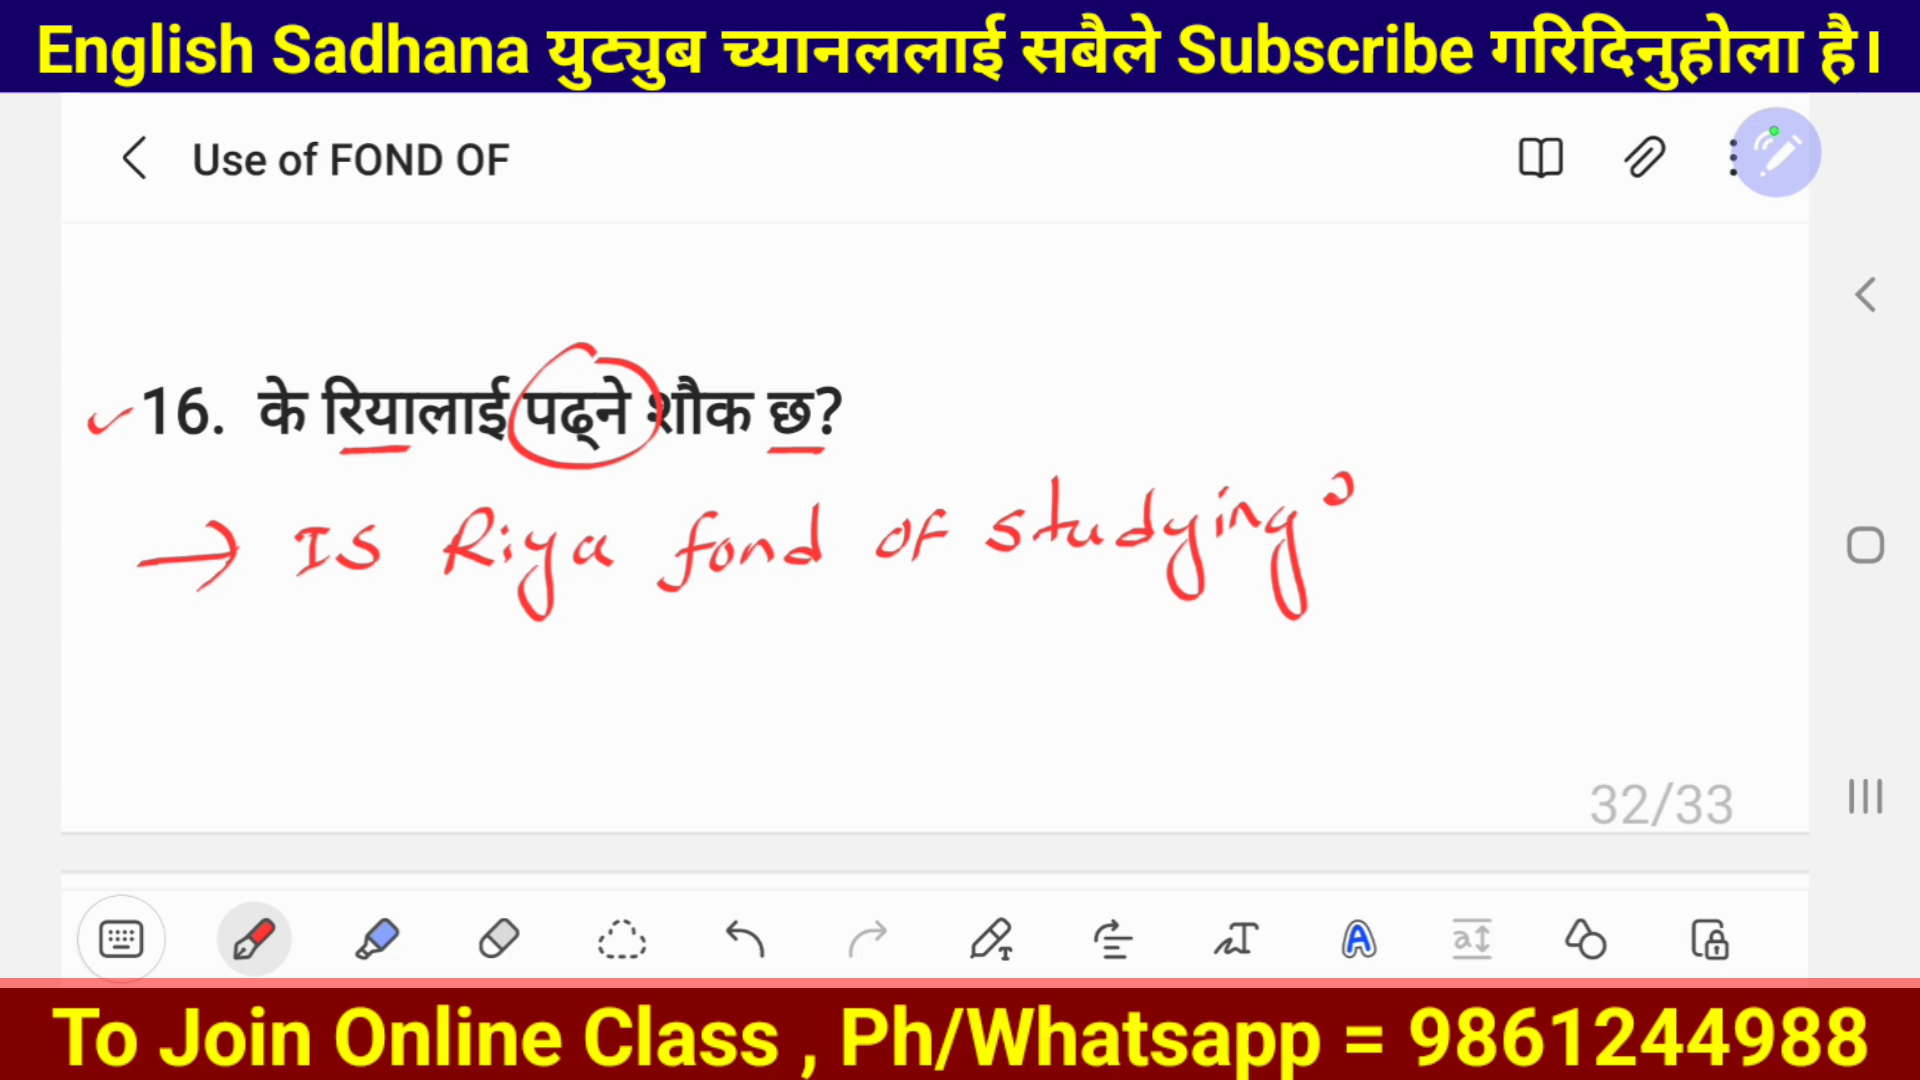 English Sadhana युट्युब च्यानललाई सबैले Subscribe गरिदिनुहोला है।
Use of FOND OF
16. के रियालाई पढ्ने शौक छ?
→ Is Riya fond of studying?
32/33
To Join Online Class , Ph/Whatsapp = 9861244988